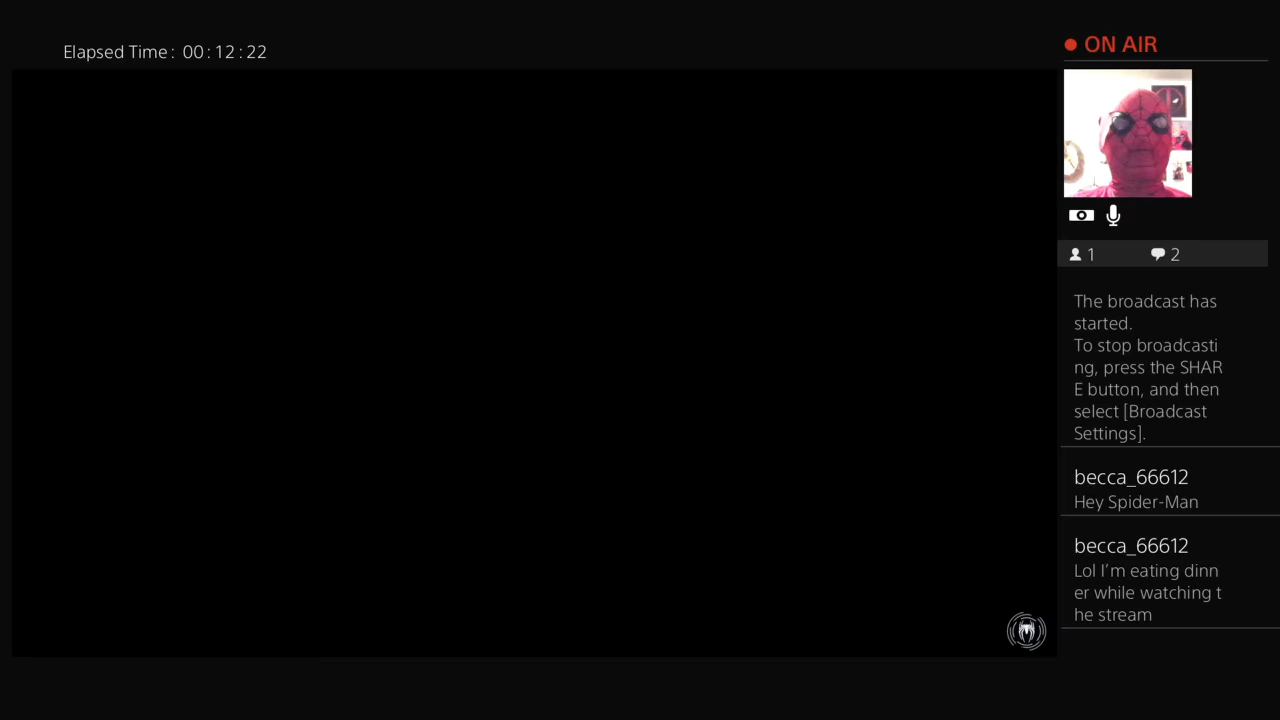 Elapsed Time: 00:12:22
ON AIR
1
2
The broadcast has
started.
To stop broadcasti
ng, press the SHAR
E button, and then
select [Broadcast
Settings].
becca_66612
Hey Spider-Man
becca_66612
Lol I'm eating dinn
er while watching t
he stream